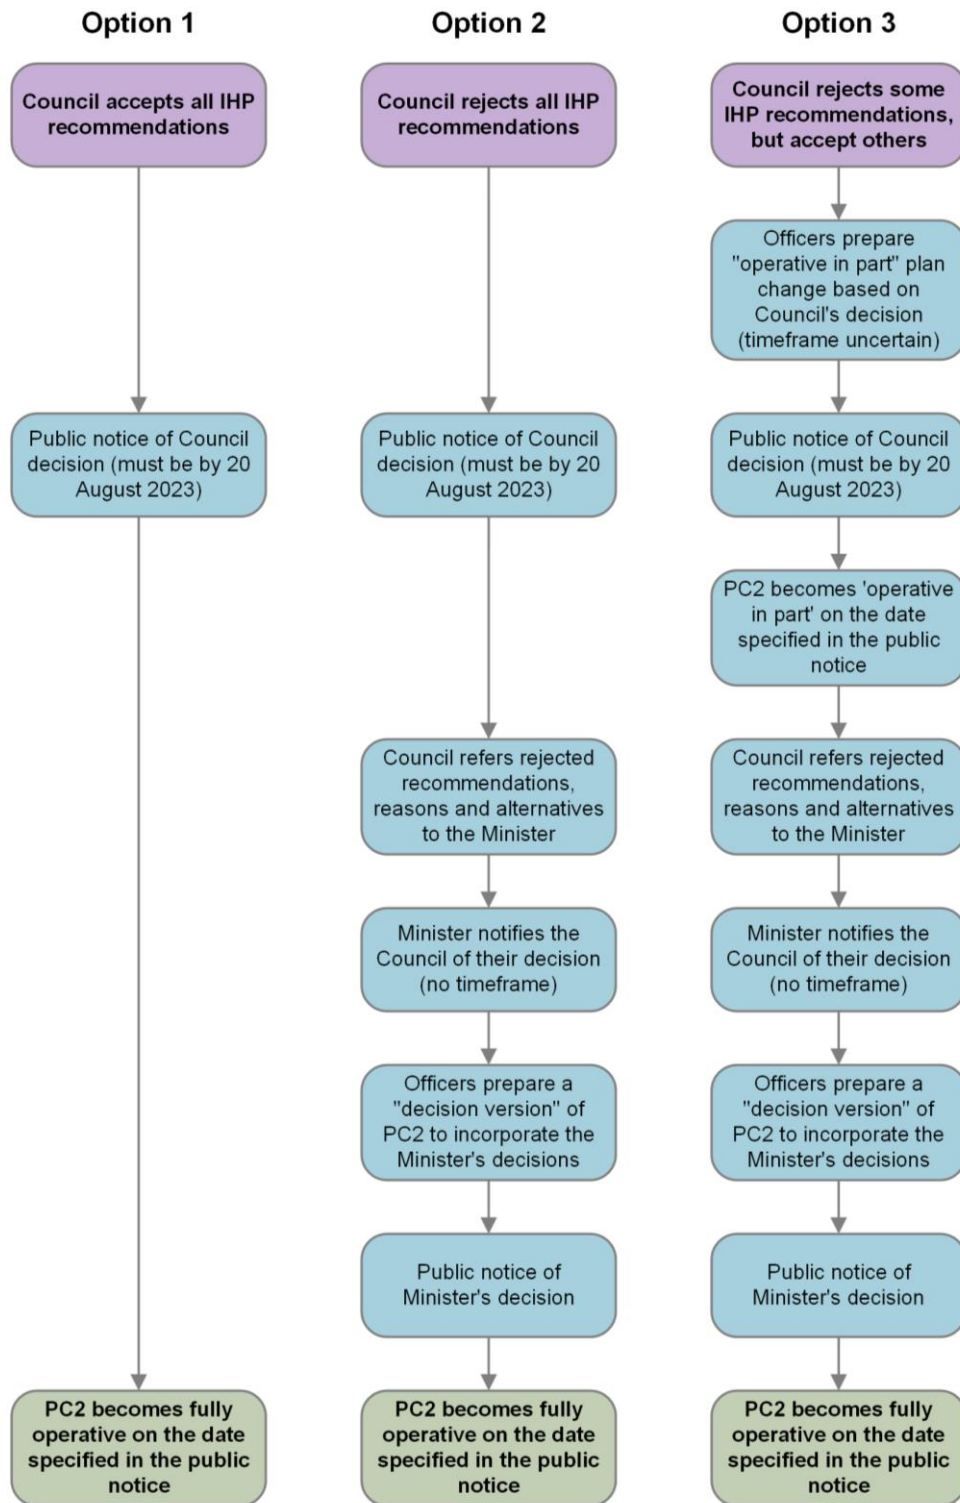 Option 1
Council accepts all IHP
recommendations
Public notice of Council
decision (must be by 20
August 2023)
PC2 becomes fully
operative on the date
specified in the public
notice
Option 2
Council rejects all IHP
recommendations
Public notice of Council
decision (must be by 20
August 2023)
Council refers rejected
recommendations,
reasons and alternatives
to the Minister
Minister notifies the
Council of their decision
(no timeframe)
Officers prepare a
"decision version" of
PC2 to incorporate the
Minister's decisions
Public notice of
Minister's decision
PC2 becomes fully
operative on the date
specified in the public
notice
Option 3
Council rejects some
IHP recommendations,
but accept others
Officers prepare
"operative in part" plan
change based on
Council's decision
(timeframe uncertain)
Public notice of Council
decision (must be by 20
August 2023)
PC2 becomes 'operative
in part' on the date
specified in the public
notice
Council refers rejected
recommendations,
reasons and alternatives
to the Minister
Minister notifies the
Council of their decision
(no timeframe)
Officers prepare a
"decision version" of
PC2 to incorporate the
Minister's decisions
Public notice of
Minister's decision
PC2 becomes fully
operative on the date
specified in the public
notice